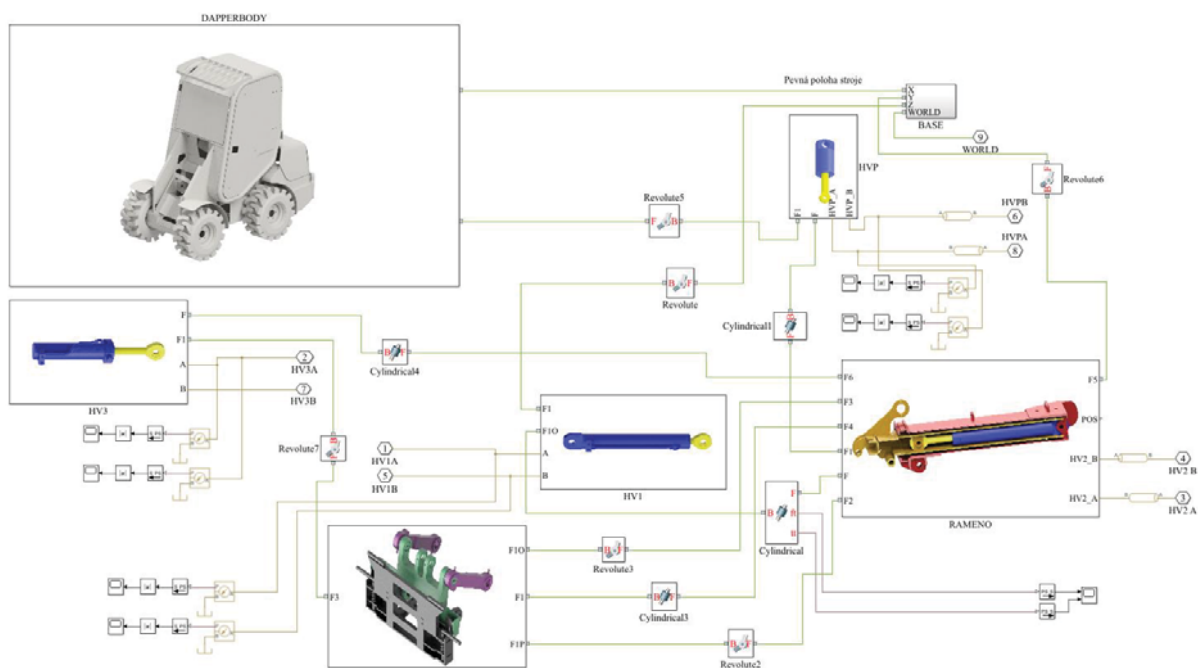 DAPPERBODY
Pevná poloha stroje
X
Y
Z
WORLD
BASE
9
WORLD
HVP
F1
F
HVP_A
HVP_B
Revolute6
B
F
Revolute5
F
B
HVPB
6
HVPA
8
Revolute
B
F
Cylindrical1
HV3
F
F1
A
B
2
HV3A
7
HV3B
Cylindrical4
B
F
Revolute7
1
HV1A
5
HV1B
F1
F1O
A
B
HV1
F6
F3
F4
F1
F
F2
F5
POS
HV2_B
HV2_A
RAMENO
4
HV2 B
3
HV2 A
B
F
Cylindrical
F3
F1O
F1
F1P
Revolute3
B
Cylindrical3
B
F
Revolute2
B
F